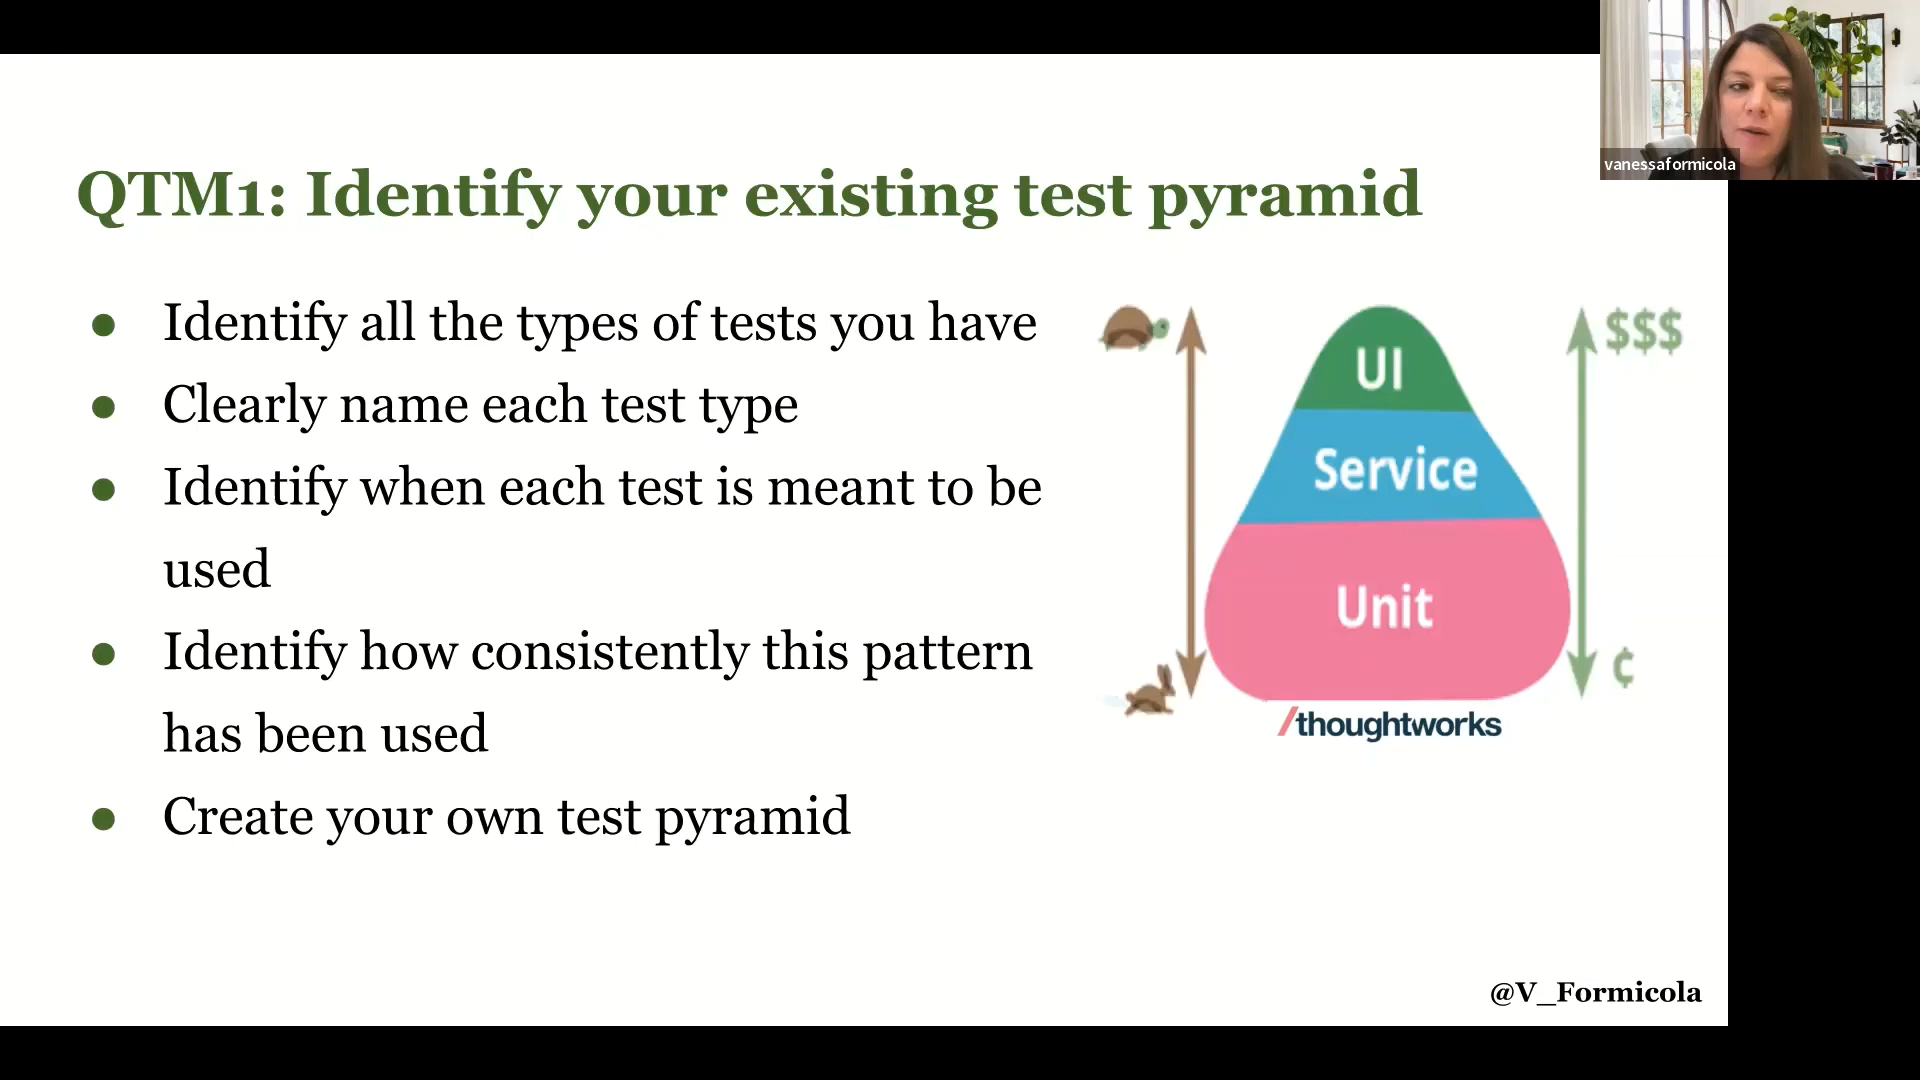 vanessaformicola
QTM1: Identify your existing test pyramid
● Identify all the types of tests you have
● Clearly name each test type
● Identify when each test is meant to be
used
● Identify how consistently this pattern
has been used
● Create your own test pyramid
$$$
UI
Service
Unit
¢
/thoughtworks
@V_Formicola